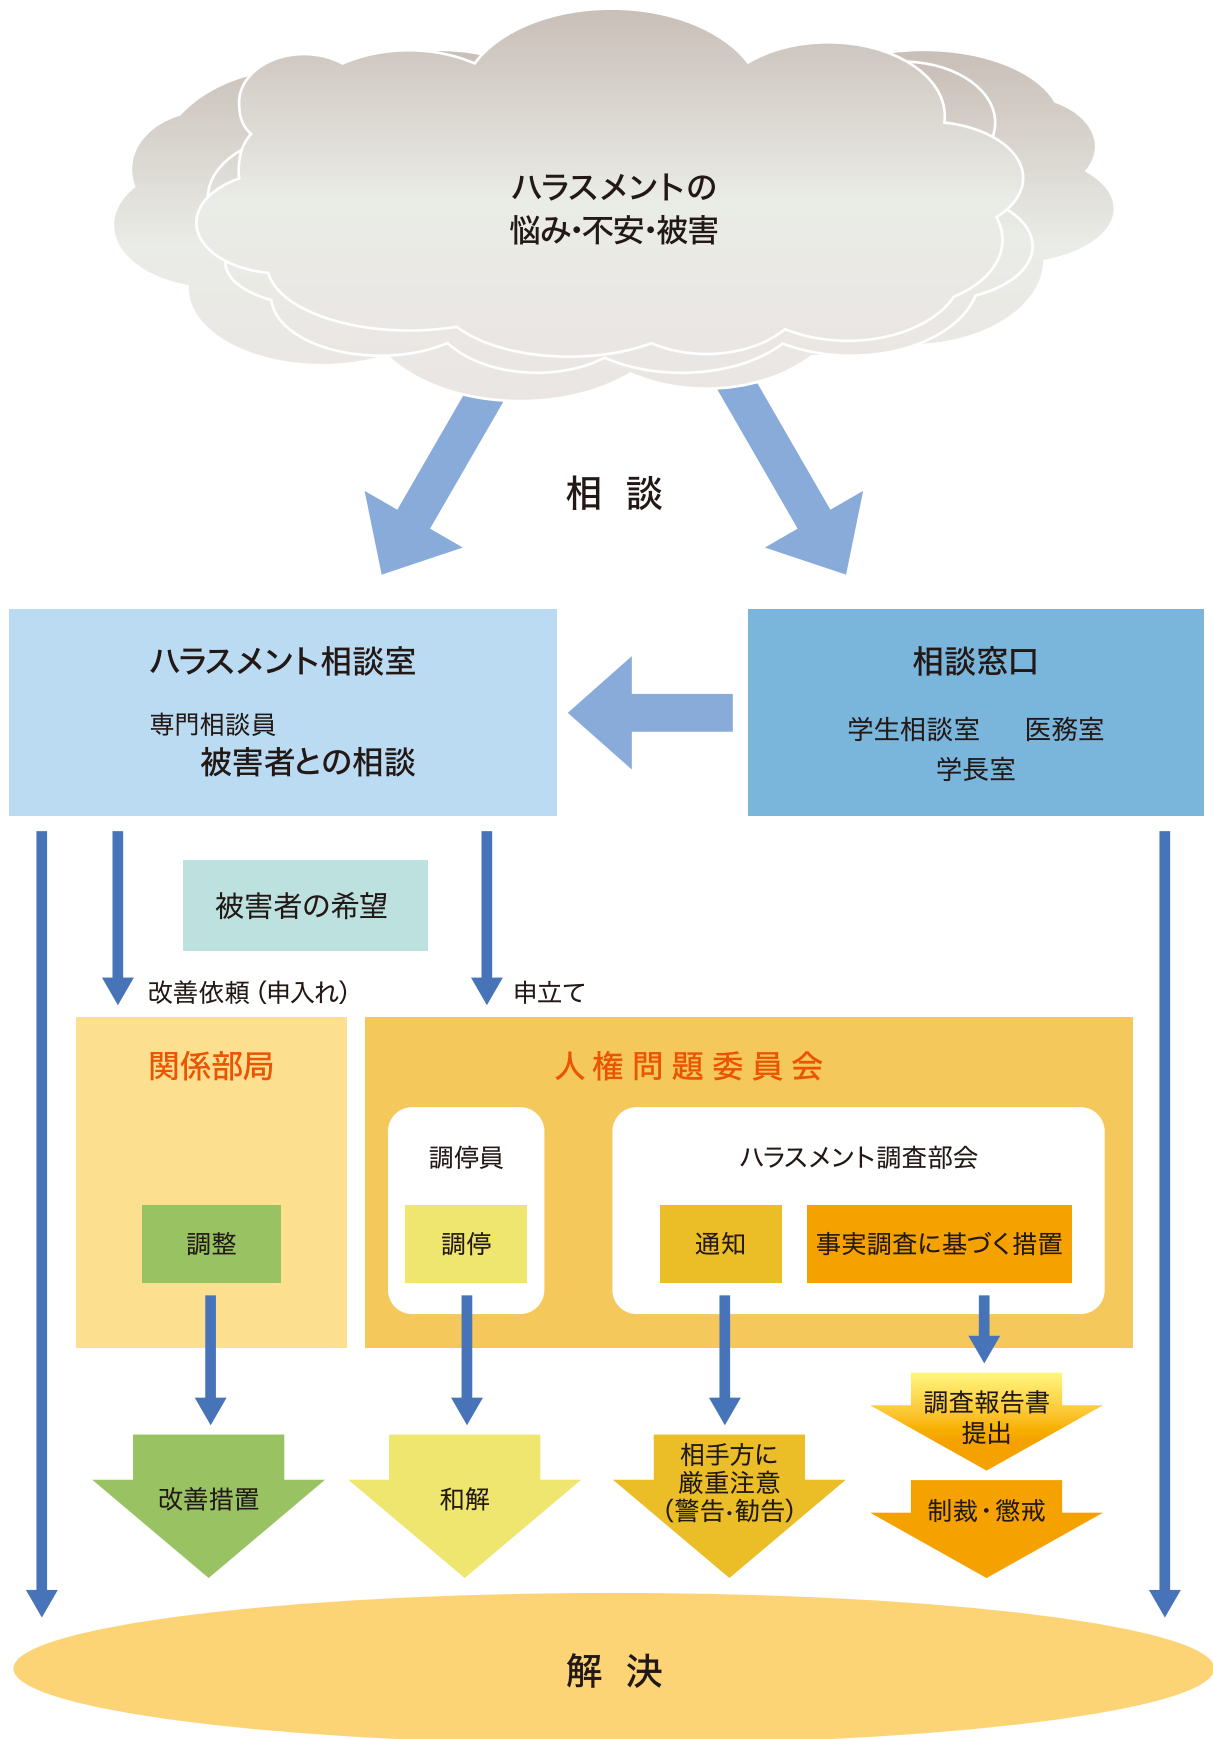 ハラスメントの
悩み・不安・被害
相 談
ハラスメント相談室
専門相談員
被害者との相談
相談窓口
学生相談室 医務室
学長室
被害者の希望
改善依頼（申入れ）
申立て
関係部局
人権問題委員会
調停員
ハラスメント調査部会
調整
調停
通知
事実調査に基づく措置
改善措置
和解
相手方に
厳重注意
（警告・勧告）
調査報告書
提出
制裁・懲戒
解 決